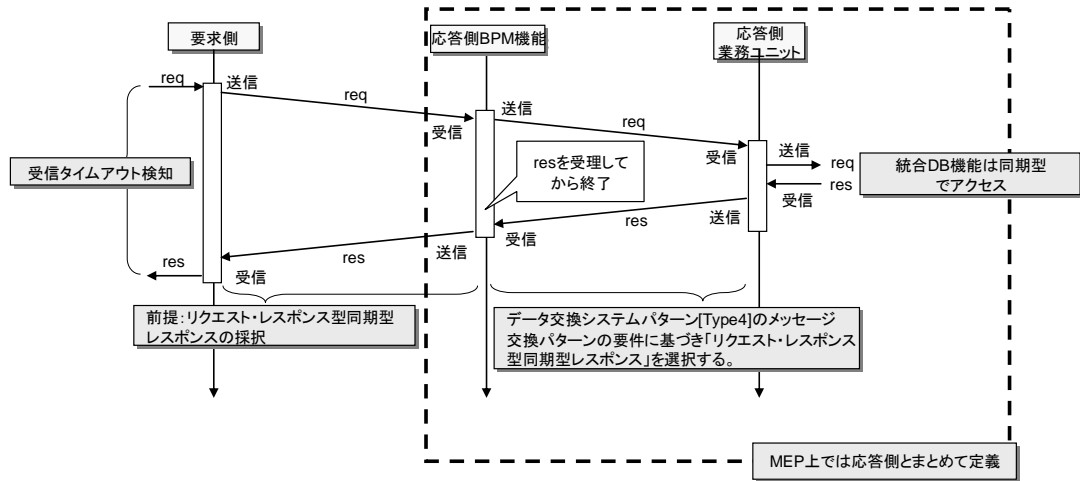 要求側
応答側BPM機能
応答側
業務ユニット
req
送信
req
受信
送信
req
受信
送信
req
res
受信
統合DB機能は同期型
でアクセス
受信タイムアウト検知
resを受理して
から終了
送信
res
受信
送信
res
受信
res
前提：リクエスト・レスポンス型同期型
レスポンスの採択
データ交換システムパターン[Type4]のメッセージ
交換パターンの要件に基づき「リクエスト・レスポンス
型同期型レスポンス」を選択する。
MEP上では応答側とまとめて定義